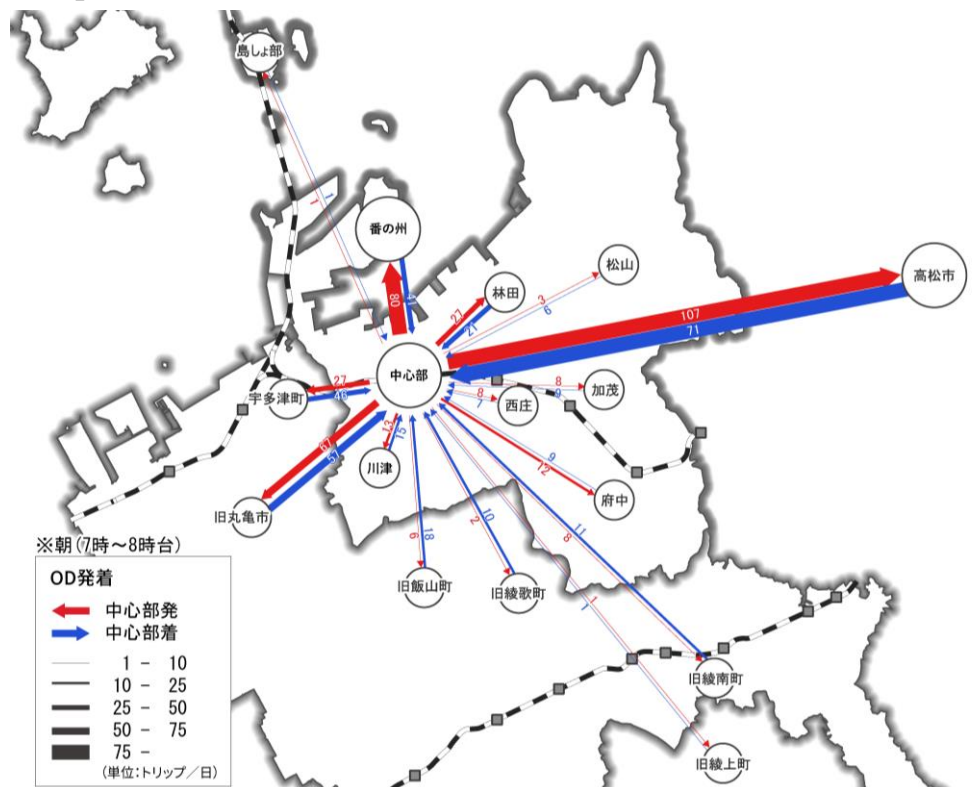 島しょ部
1
1
番の州
80
41
松山
林田
3
6
27
21
高松市
107
71
中心部
27
46
宇多津町
8
7
西庄
8
9
加茂
67
57
13
15
川津
9
12
府中
旧丸亀市
6
18
2
10
11
8
旧飯山町
旧綾歌町
1
1
旧綾南町
旧綾上町
※朝(7時~8時台)
OD発着
中心部発
中心部着
1 - 10
10 - 25
25 - 50
50 - 75
75 -
(単位:トリップ/日)